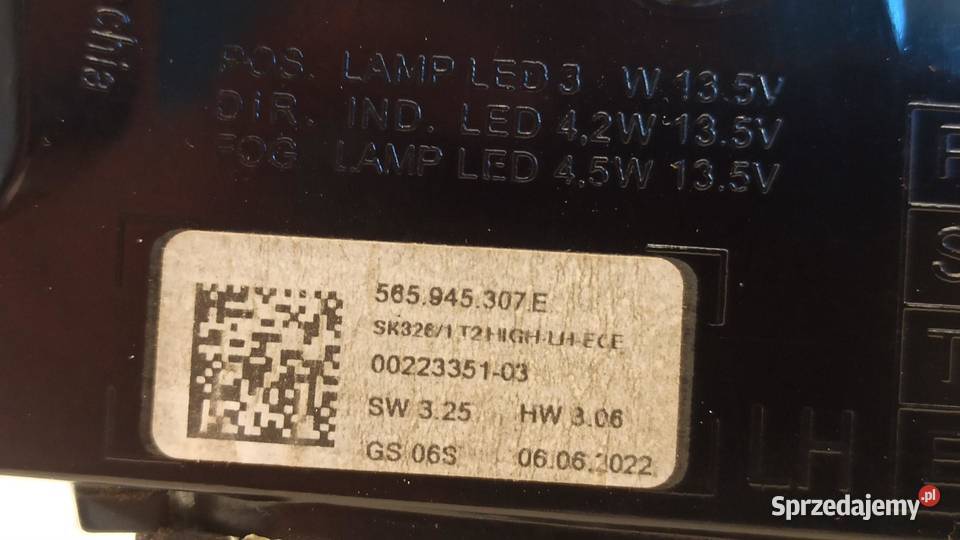 chia
POS. LAMP LED 3 W 13.5V
DIR. IND. LED 4,2W 13.5V
FOG LAMP LED 4,5W 13.5V
565.945.307.E
SK326/1 T2 HIGH-LH-ECE
00223351-03
SW 3.25 HW 3.06
GS 06S 06.06.2022
LH
S
T
E
Sprzedajemy.pl